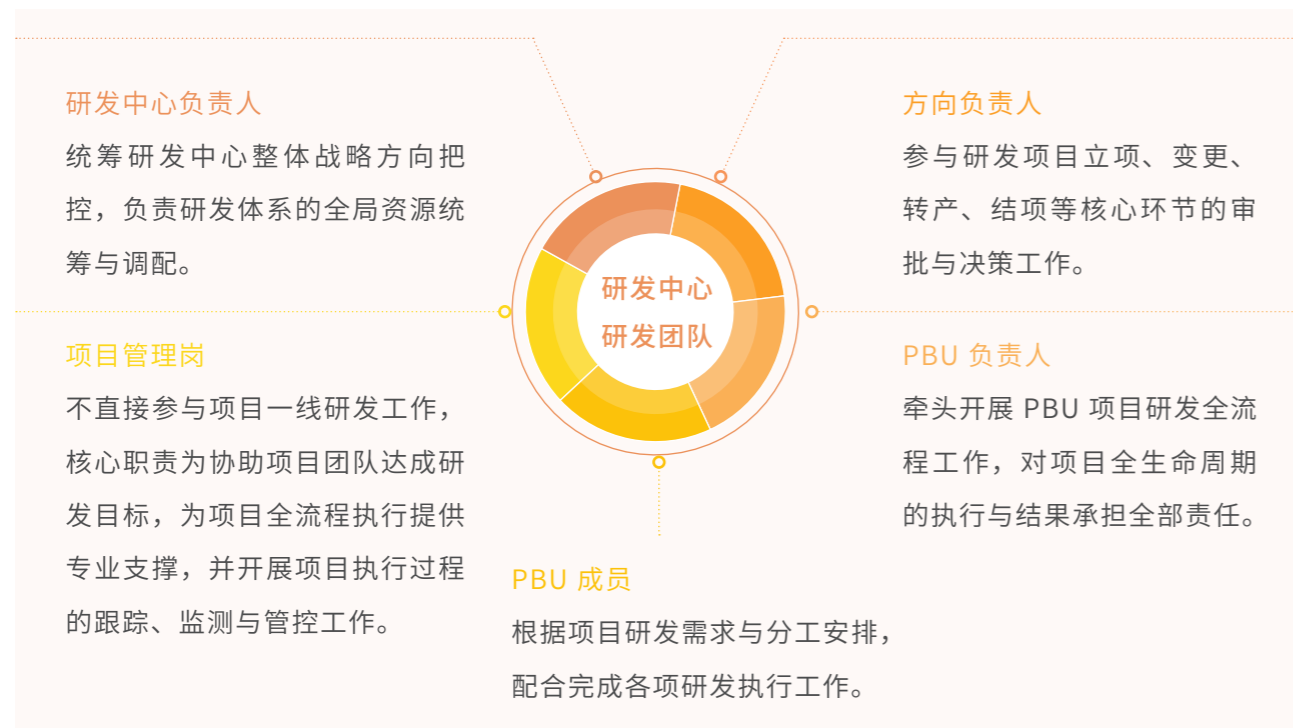 研发中心负责人
统筹研发中心整体战略方向把
控，负责研发体系的全局资源统
筹与调配。
方向负责人
参与研发项目立项、变更、
转产、结项等核心环节的审
批与决策工作。
研发中心
研发团队
项目管理岗
不直接参与项目一线研发工作，
核心职责为协助项目团队达成研
发目标，为项目全流程执行提供
专业支撑，并开展项目执行过程
的跟踪、监测与管控工作。
PBU 负责人
牵头开展 PBU 项目研发全流
程工作，对项目全生命周期
的执行与结果承担全部责任。
PBU 成员
根据项目研发需求与分工安排，
配合完成各项研发执行工作。